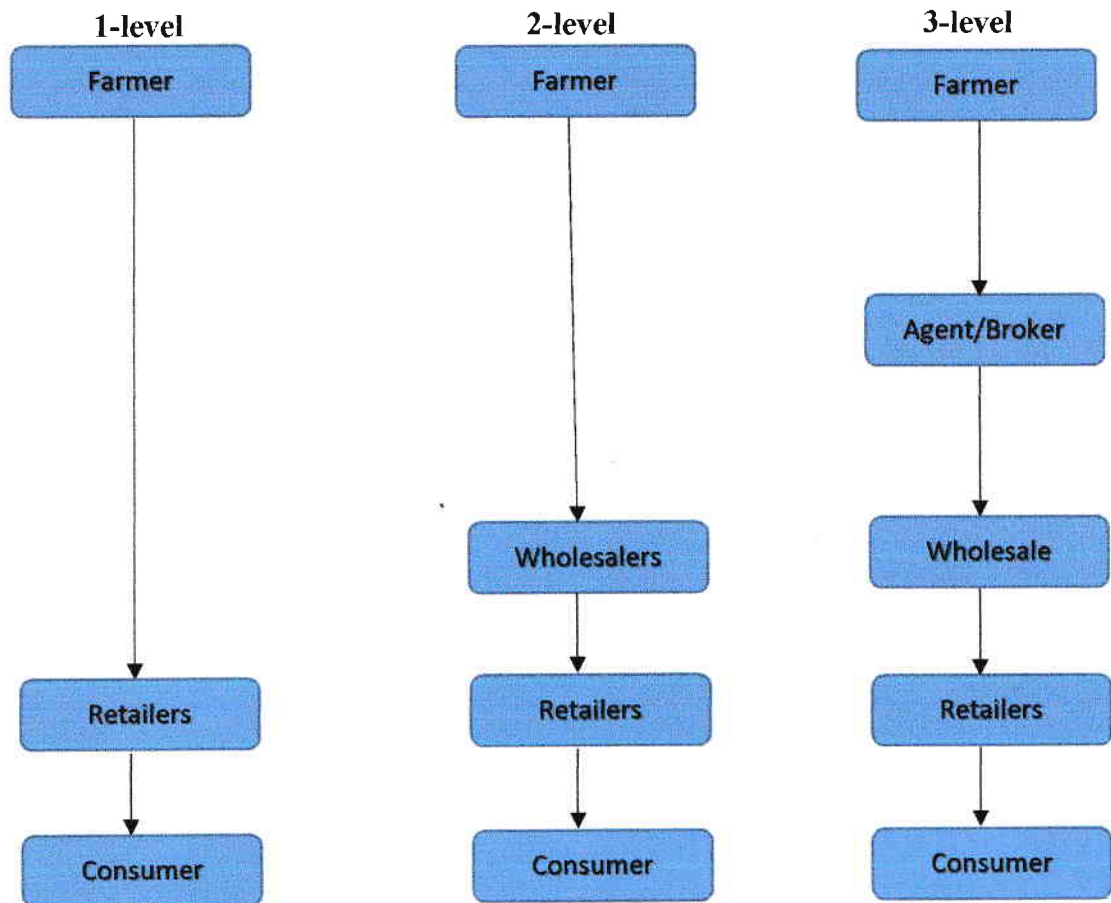 1-level
2-level
3-level
Farmer
Farmer
Farmer
Agent/Broker
Wholesalers
Wholesale
Retailers
Retailers
Retailers
Consumer
Consumer
Consumer